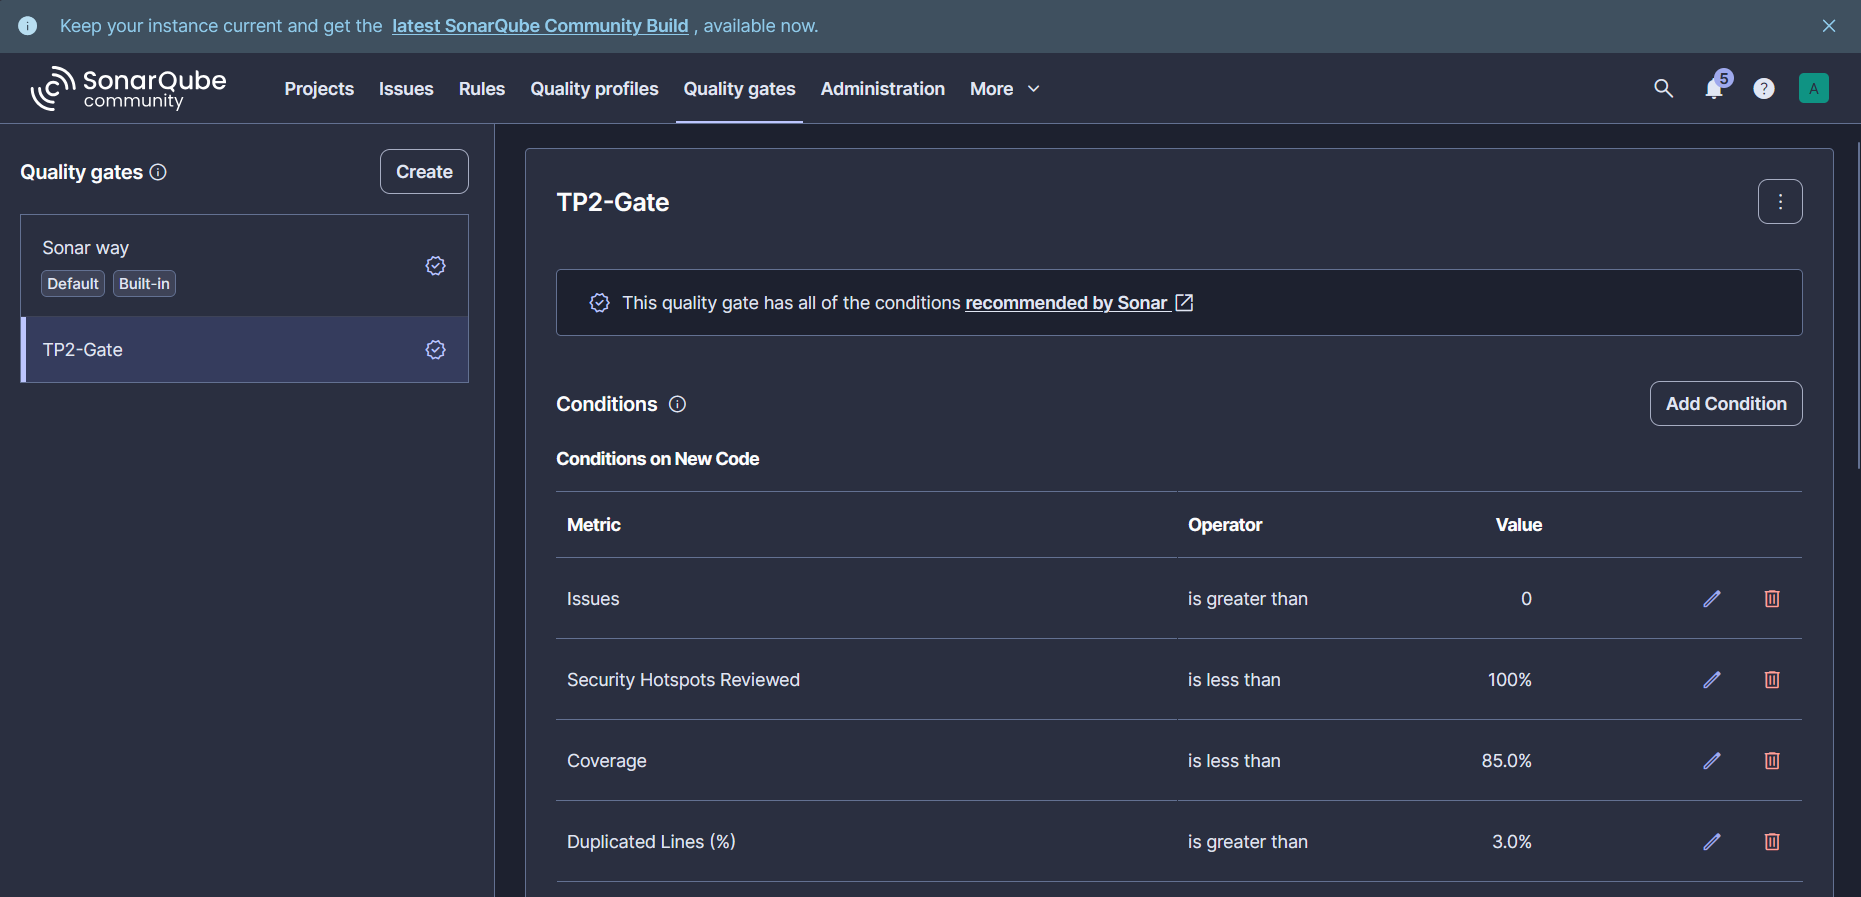 Keep your instance current and get the latest SonarQube Community Build , available now.
SonarQube community
Projects Issues Rules Quality profiles Quality gates Administration More
5
?
A
Quality gates
Create
Sonar way
Default Built-in
TP2-Gate
TP2-Gate
This quality gate has all of the conditions recommended by Sonar
Conditions
Add Condition
Conditions on New Code
Metric Operator Value
Issues is greater than 0
Security Hotspots Reviewed is less than 100%
Coverage is less than 85.0%
Duplicated Lines (%) is greater than 3.0%